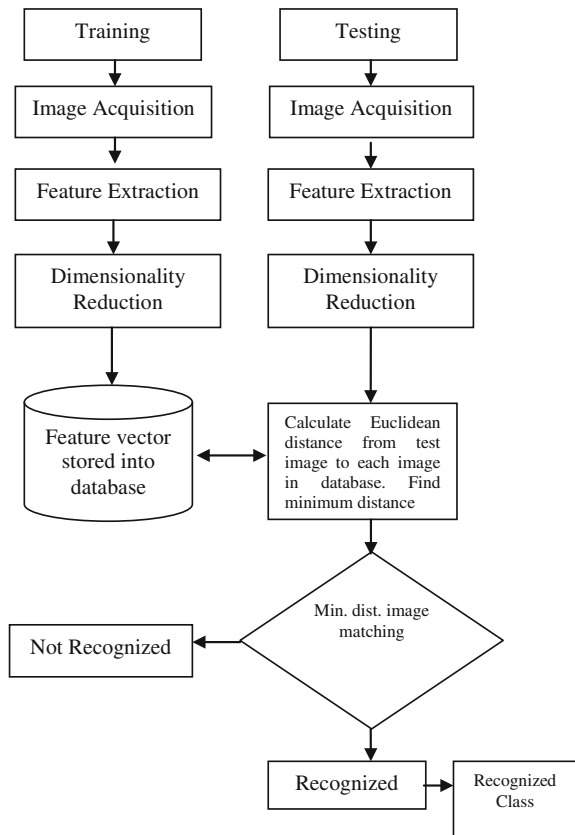 Training
Testing
Image Acquisition
Image Acquisition
Feature Extraction
Feature Extraction
Dimensionality
Reduction
Dimensionality
Reduction
Feature vector
stored into
database
Calculate Euclidean
distance from test
image to each image
in database. Find
minimum distance
Min. dist. image
matching
Not Recognized
Recognized
Recognized
Class